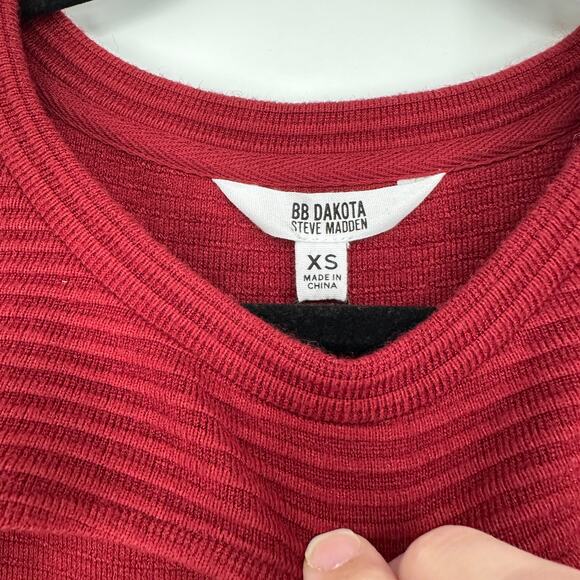 BB DAKOTA
STEVE MADDEN
XS
MADE IN
CHINA